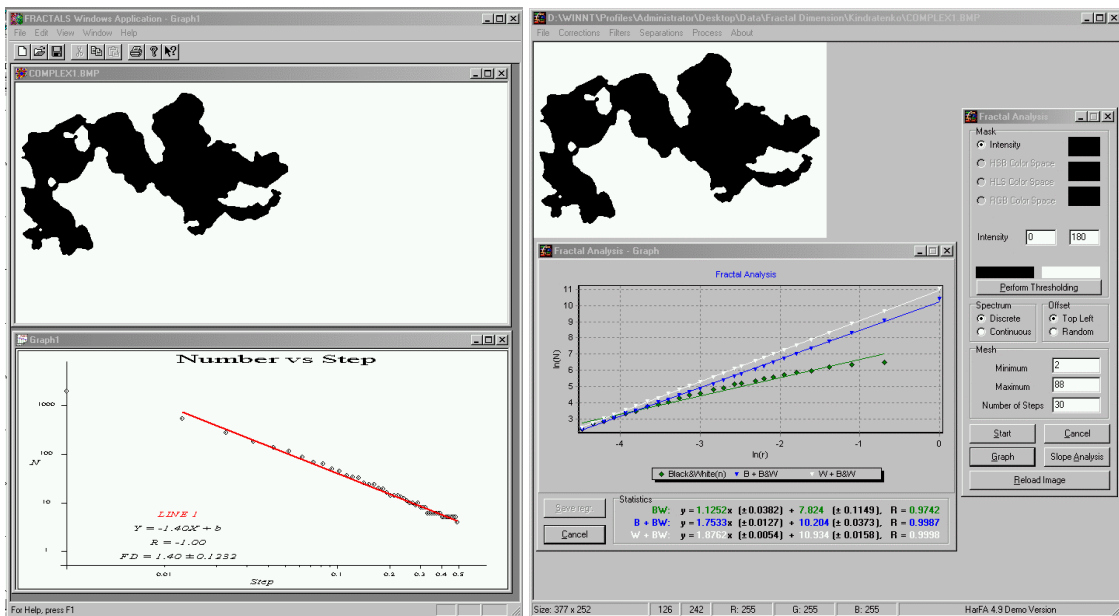 FRACTALS Windows Application - Graph1
File Edit View Window Help
COMPLEX1.BMP
Graph1
Number vs Step
1000
100
N
10
1
LINE 1
Y = -1.40X + b
R = -1.00
FD = 1.40 ± 0.1232
0.01 0.1 0.2 0.3 0.4 0.5
Step
For Help, press F1
D:\WINNT\Profiles\Administrator\Desktop\Data\Fractal Dimension\Kindratenko\COMPLEX1.BMP
File Corrections Filters Separations Process About
Fractal Analysis - Graph
Fractal Analysis
11
10
9
8
7
6
5
4
3
ln(N)
-4 -3 -2 -1 0
ln(r)
Black&White(n) B + B&W W + B&W
Save regr.
Cancel
Statistics
BW: y = 1.1252x (± 0.0382) + 7.824 (± 0.1149), R = 0.9742
B + BW: y = 1.7533x (± 0.0127) + 10.204 (± 0.0373), R = 0.9987
W + BW: y = 1.8762x (± 0.0054) + 10.934 (± 0.0158), R = 0.9998
Fractal Analysis
Mask
Intensity
HSB Color Space
HLS Color Space
RGB Color Space
Intensity 0 180
Perform Thresholding
Spectrum
Discrete
Continuous
Offset
Top Left
Random
Mesh
Minimum 2
Maximum 88
Number of Steps 30
Start Cancel
Graph Slope Analysis
Reload Image
Size: 377 x 252 126 242 R: 255 G: 255 B: 255 HarFA 4.9 Demo Version